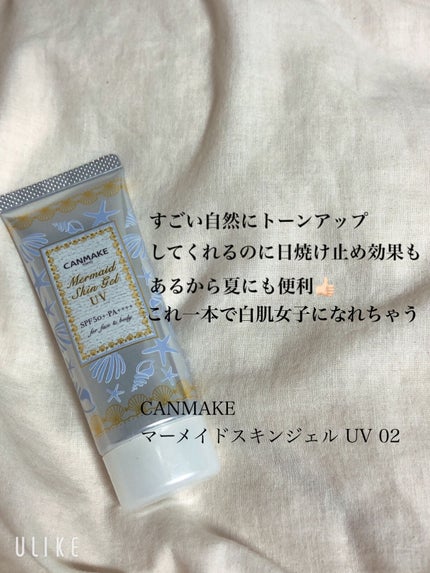 すごい自然にトーンアップ
してくれるのに日焼け止め効果も
あるから夏にも便利👍🏻
これ一本で白肌女子になれちゃう
CANMAKE
Mermaid
Skin Gel
UV
SPF50+・PA++++
for face & body
CANMAKE
マーメイドスキンジェル UV 02
ULIKE